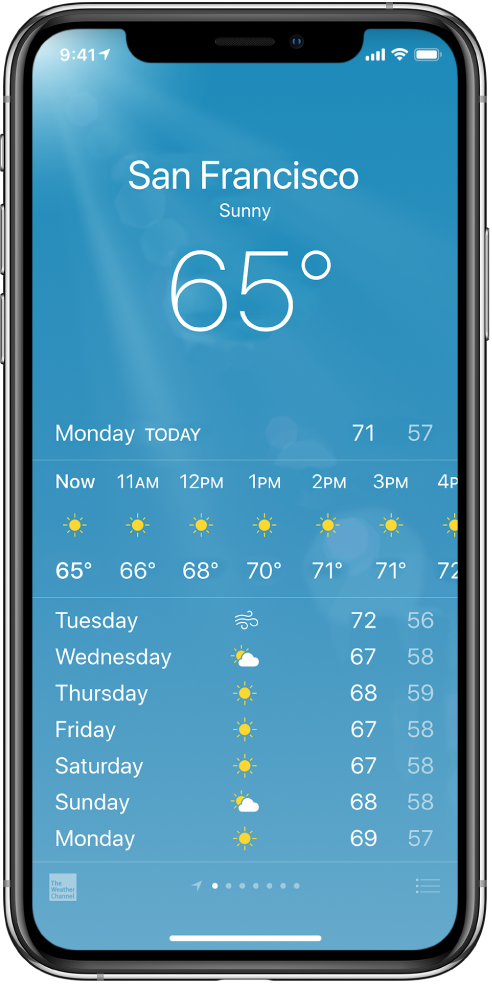 9:41
San Francisco
Sunny
65°
Monday TODAY 71 57
Now 11AM 12PM 1PM 2PM 3PM 4P
65° 66° 68° 70° 71° 71° 72
Tuesday 72 56
Wednesday 67 58
Thursday 68 59
Friday 67 58
Saturday 67 58
Sunday 68 58
Monday 69 57
The
Weather
Channel